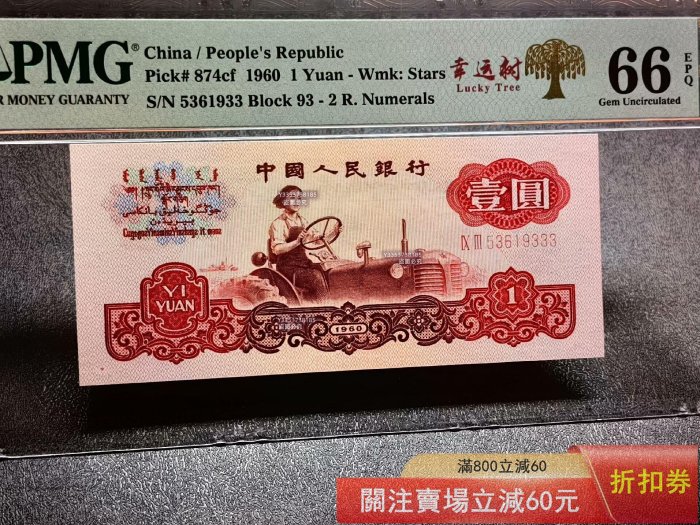 PMG®
R MONEY GUARANTY
China / People's Republic
Pick# 874cf 1960 1 Yuan - Wmk: Stars
S/N 5361933 Block 93 - 2 R. Numerals
幸运树
Lucky Tree
66
EPQ
Gem Uncirculated
中國人民銀行
壹圓
IX III 53619333
YI
YUAN
1960
1
滿800立減60
關注賣場立減60元
折扣券